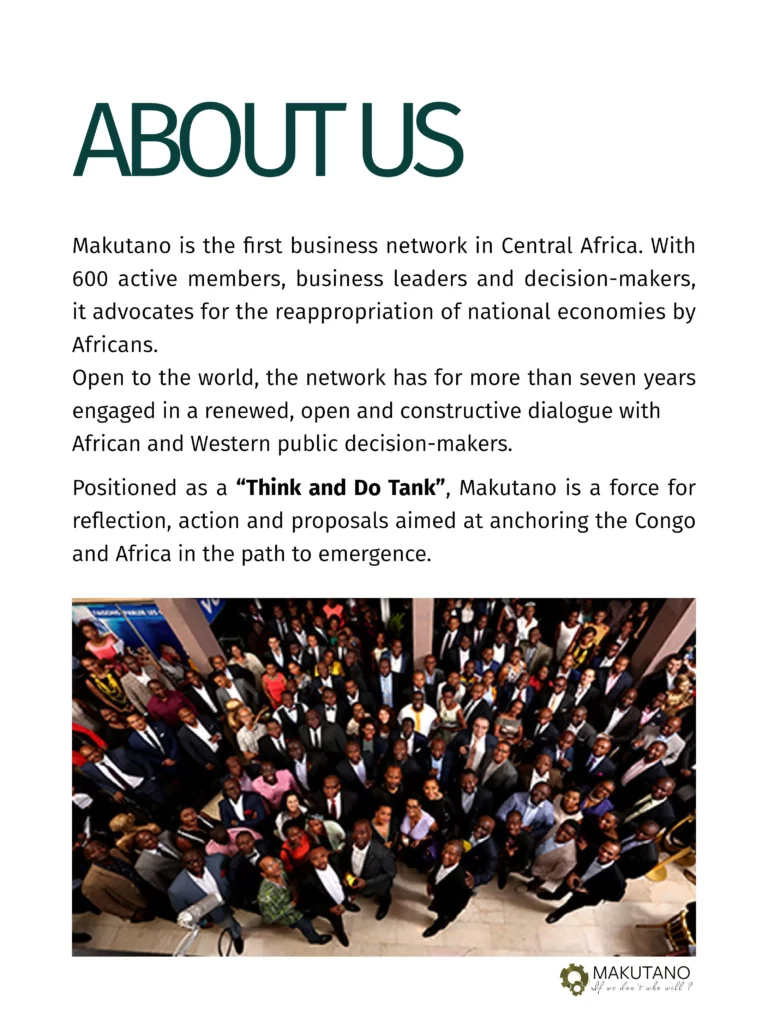 ABOUT US
Makutano is the first business network in Central Africa. With
600 active members, business leaders and decision-makers,
it advocates for the reappropriation of national economies by
Africans.
Open to the world, the network has for more than seven years
engaged in a renewed, open and constructive dialogue with
African and Western public decision-makers.
Positioned as a “Think and Do Tank”, Makutano is a force for
reflection, action and proposals aimed at anchoring the Congo
and Africa in the path to emergence.
MAKUTANO
If we don't who will ?